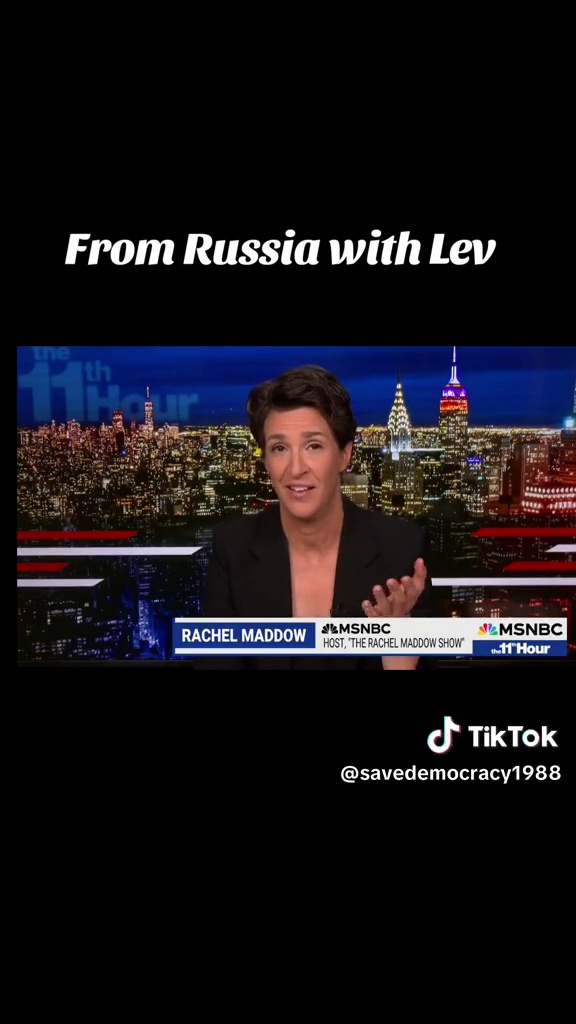 From Russia with Lev
the
11th
Hour
RACHEL MADDOW
MSNBC
HOST, "THE RACHEL MADDOW SHOW"
MSNBC
the 11th Hour
TikTok
@savedemocracy1988